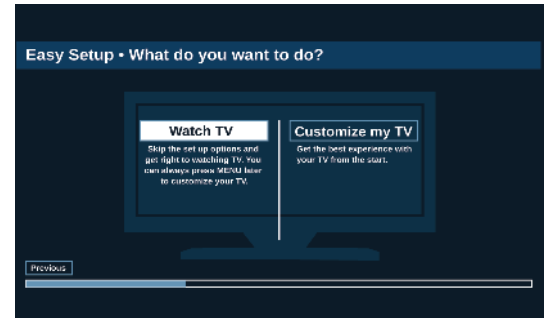 Easy Setup • What do you want to do?
Watch TV
Skip the set up options and
get right to watching TV. You
can always press MENU later
to customize your TV.
Customize my TV
Get the best experience with
your TV from the start.
Previous